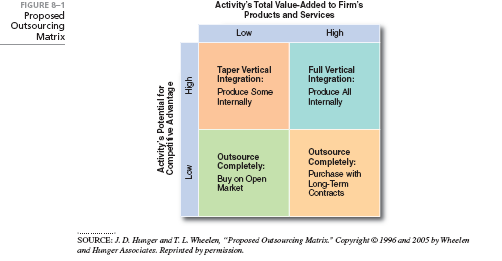 FIGURE 8–1
Proposed
Outsourcing
Matrix
Activity's Total Value-Added to Firm's
Products and Services
Low
High
Activity's Potential for
Competitive Advantage
High
Low
Taper Vertical
Integration:
Produce Some
Internally
Full Vertical
Integration:
Produce All
Internally
Outsource
Completely:
Buy on Open
Market
Outsource
Completely:
Purchase with
Long-Term
Contracts
SOURCE: J. D. Hunger and T. L. Wheelen, "Proposed Outsourcing Matrix." Copyright © 1996 and 2005 by Wheelen
and Hunger Associates. Reprinted by permission.